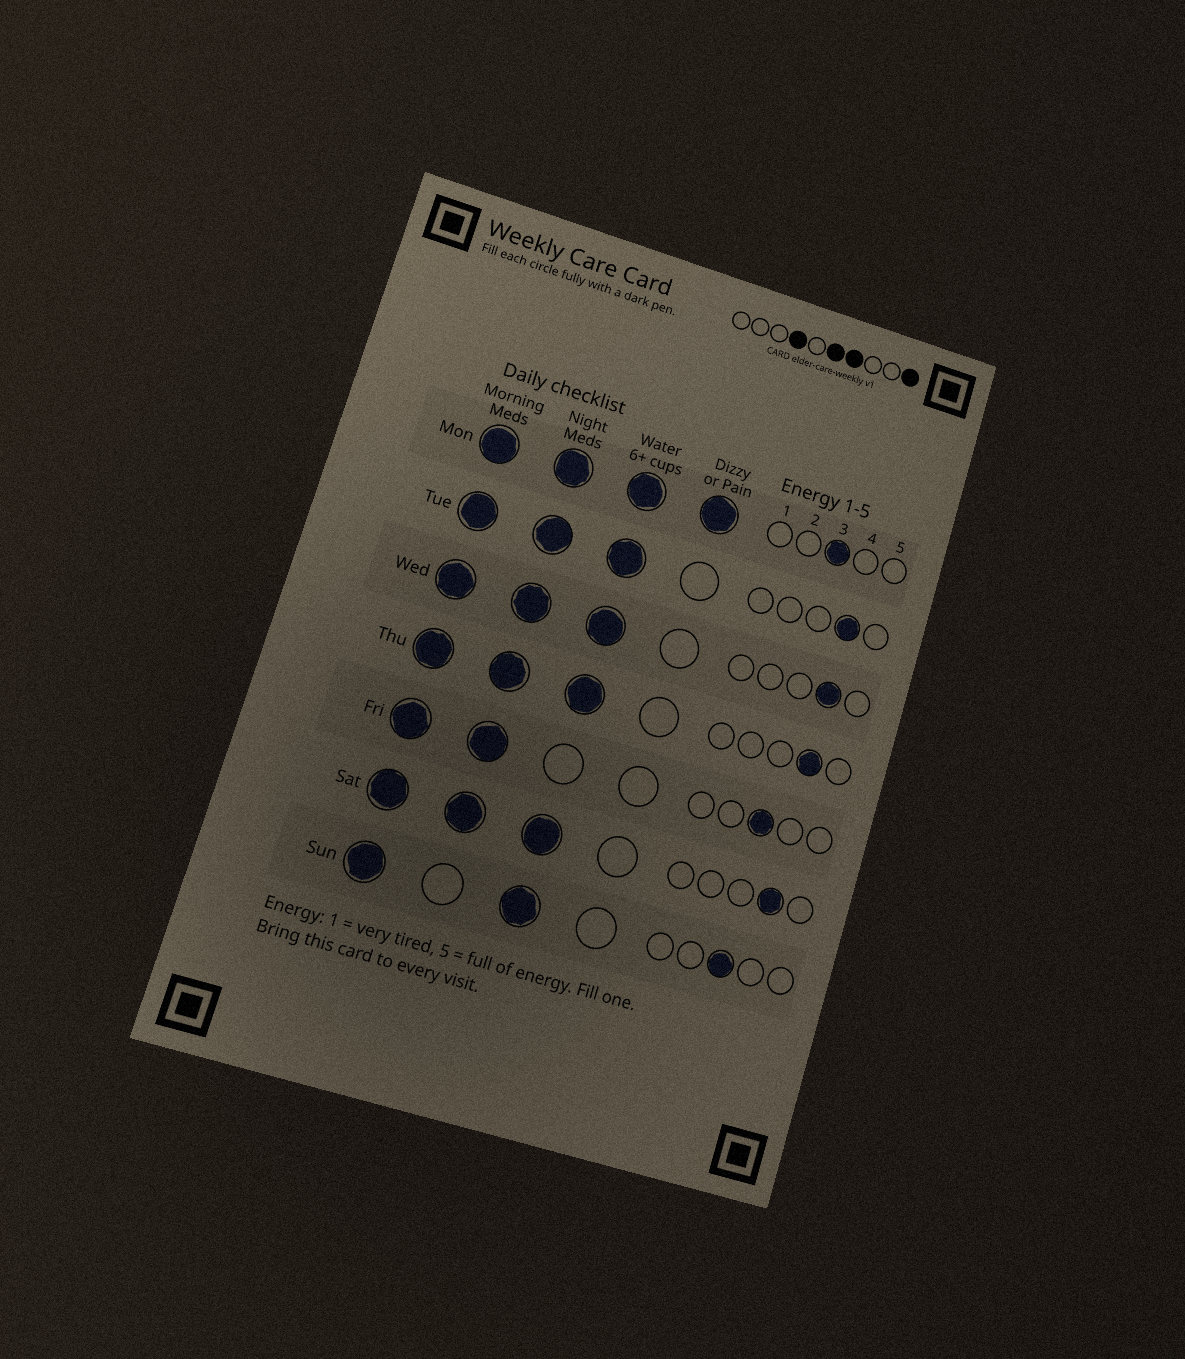 Weekly Care Card
Fill each circle fully with a dark pen.
CARD elder-care-weekly v1
Daily checklist
Morning
Meds
Night
Meds
Water
6+ cups
Dizzy
or Pain
Energy 1-5
1 2 3 4 5
Mon
Tue
Wed
Thu
Fri
Sat
Sun
Energy: 1 = very tired, 5 = full of energy. Fill one.
Bring this card to every visit.